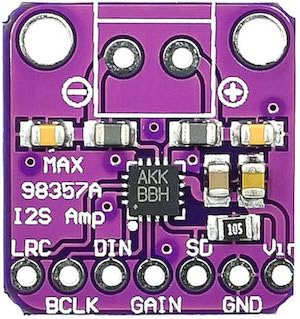 ⊖ ⊕
AKK
BBH
MAX
98357A
I2S Amp
105
LRC DIN SD Vin
BCLK GAIN GND